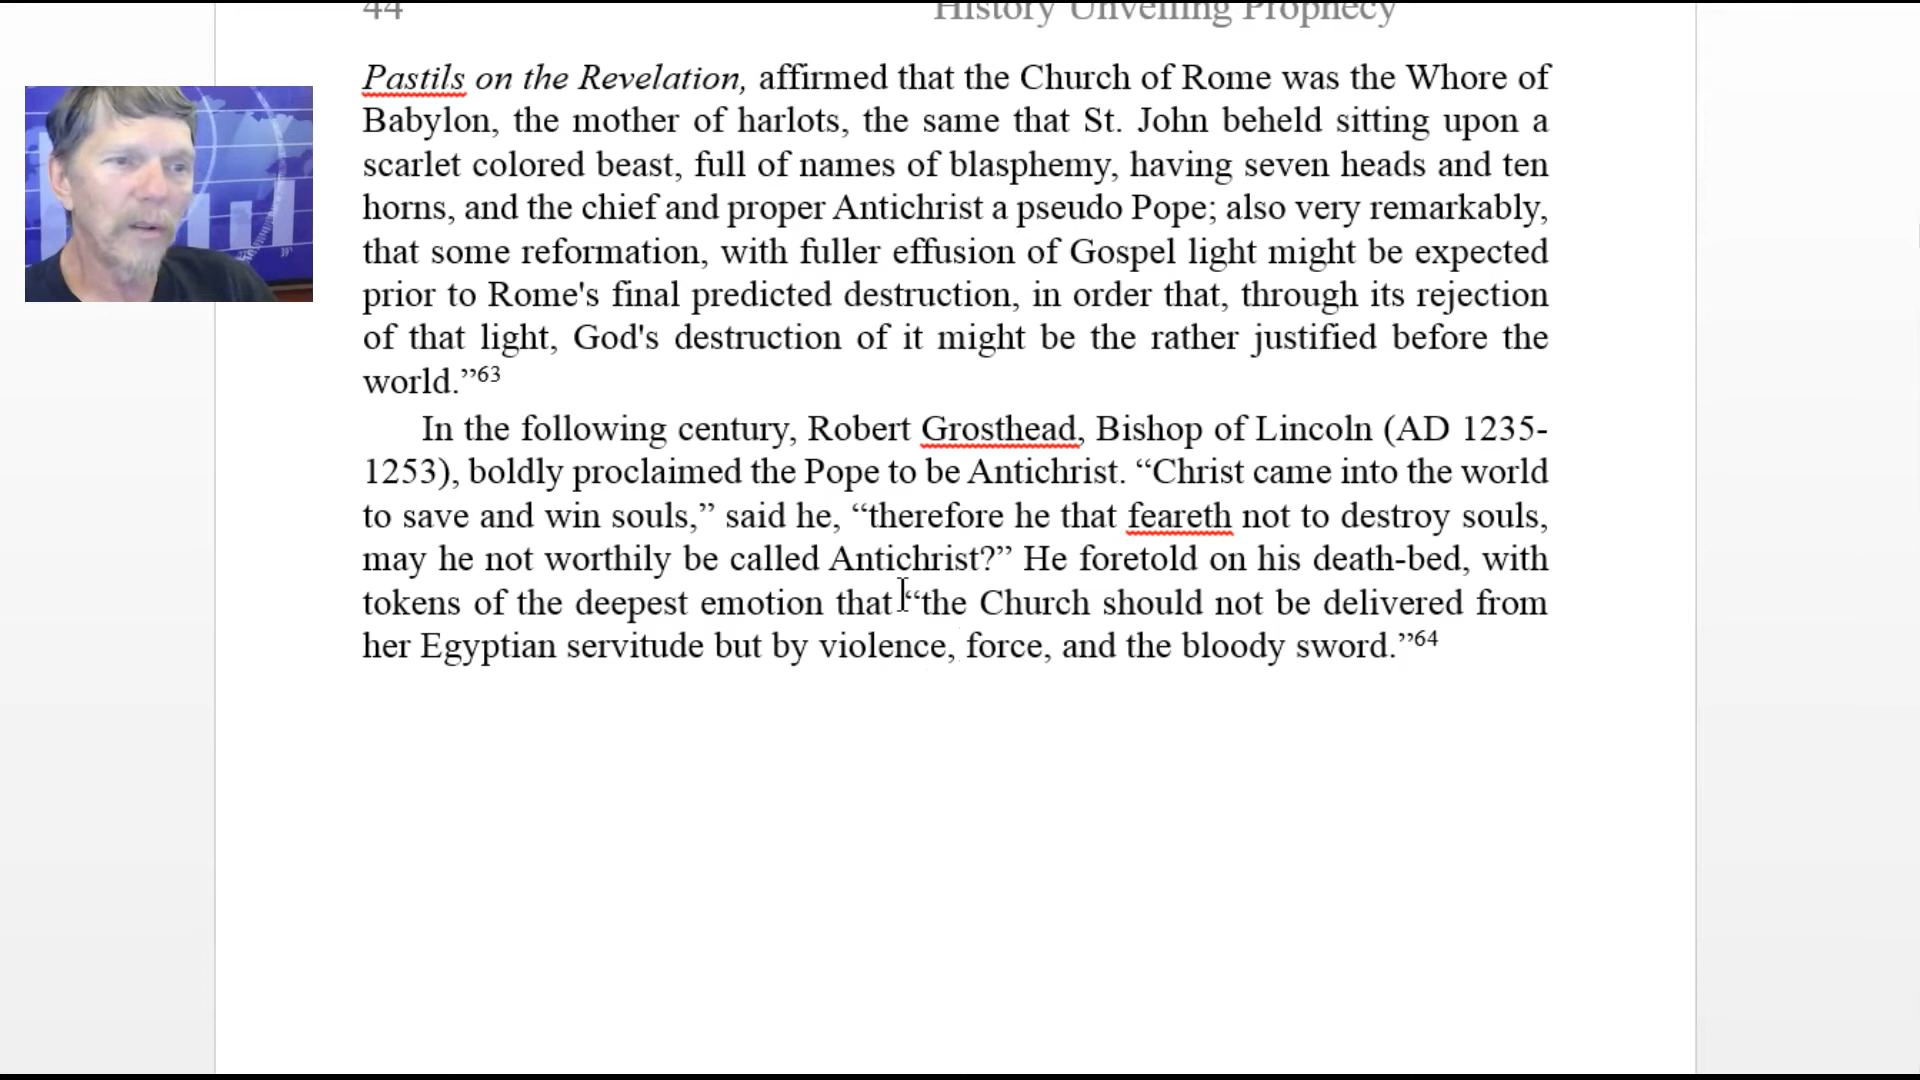 44 History Unveiling Prophecy
Pastils on the Revelation, affirmed that the Church of Rome was the Whore of
Babylon, the mother of harlots, the same that St. John beheld sitting upon a
scarlet colored beast, full of names of blasphemy, having seven heads and ten
horns, and the chief and proper Antichrist a pseudo Pope; also very remarkably,
that some reformation, with fuller effusion of Gospel light might be expected
prior to Rome's final predicted destruction, in order that, through its rejection
of that light, God's destruction of it might be the rather justified before the
world.”63
In the following century, Robert Grosthead, Bishop of Lincoln (AD 1235-
1253), boldly proclaimed the Pope to be Antichrist. “Christ came into the world
to save and win souls,” said he, “therefore he that feareth not to destroy souls,
may he not worthily be called Antichrist?” He foretold on his death-bed, with
tokens of the deepest emotion that “the Church should not be delivered from
her Egyptian servitude but by violence, force, and the bloody sword.”64